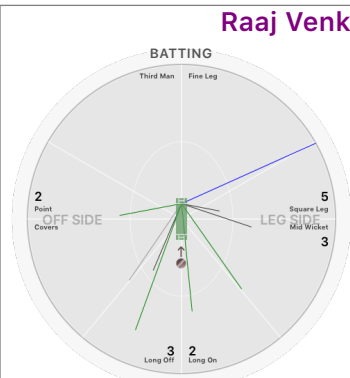 Raaj Venk
BATTING
Third Man Fine Leg
2 5
Point Square Leg
OFF SIDE LEG SIDE
Covers Mid Wicket
3
3 2
Long Off Long On